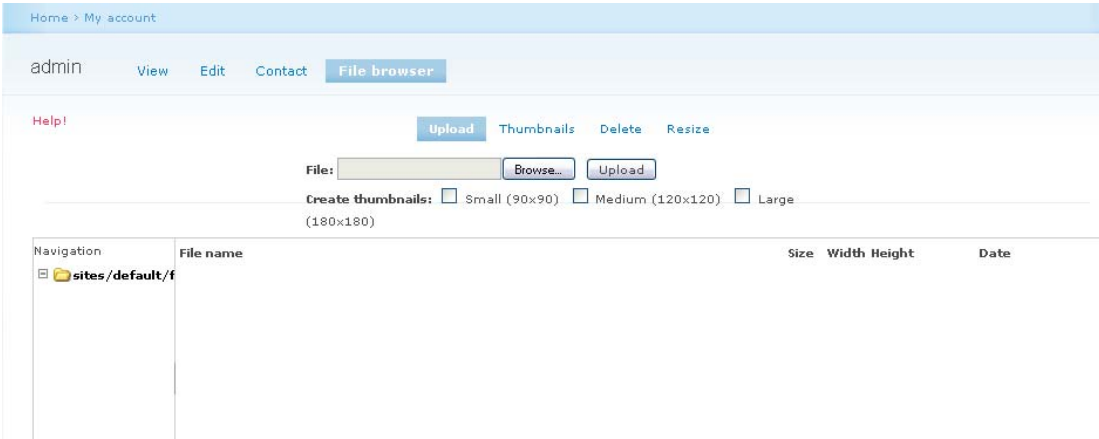 Home > My account
admin View Edit Contact File browser
Help!
Upload Thumbnails Delete Resize
File: Browse... Upload
Create thumbnails: Small (90x90) Medium (120x120) Large
(180x180)
Navigation File name Size Width Height Date
sites/default/f